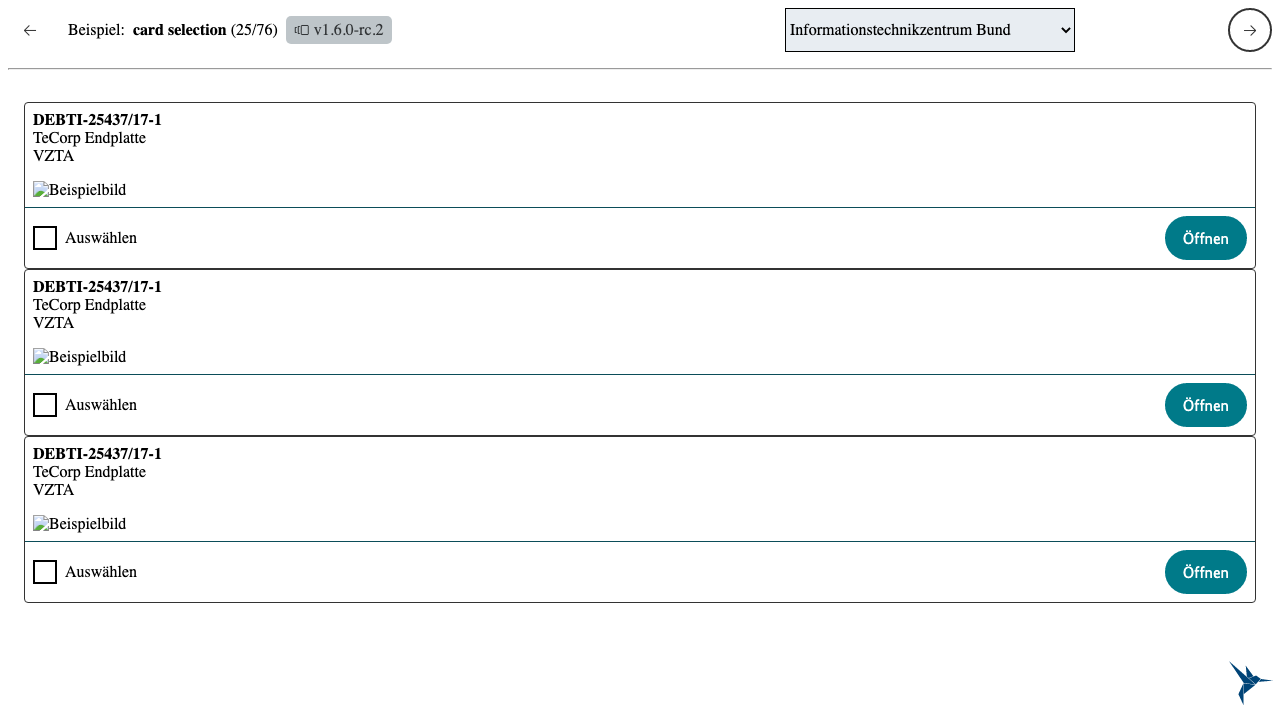 Beispiel: card selection (25/76) v1.6.0-rc.2 Informationstechnikzentrum Bund
DEBTI-25437/17-1
TeCorp Endplatte
VZTA
Beispielbild
Auswählen Öffnen
DEBTI-25437/17-1
TeCorp Endplatte
VZTA
Beispielbild
Auswählen Öffnen
DEBTI-25437/17-1
TeCorp Endplatte
VZTA
Beispielbild
Auswählen Öffnen